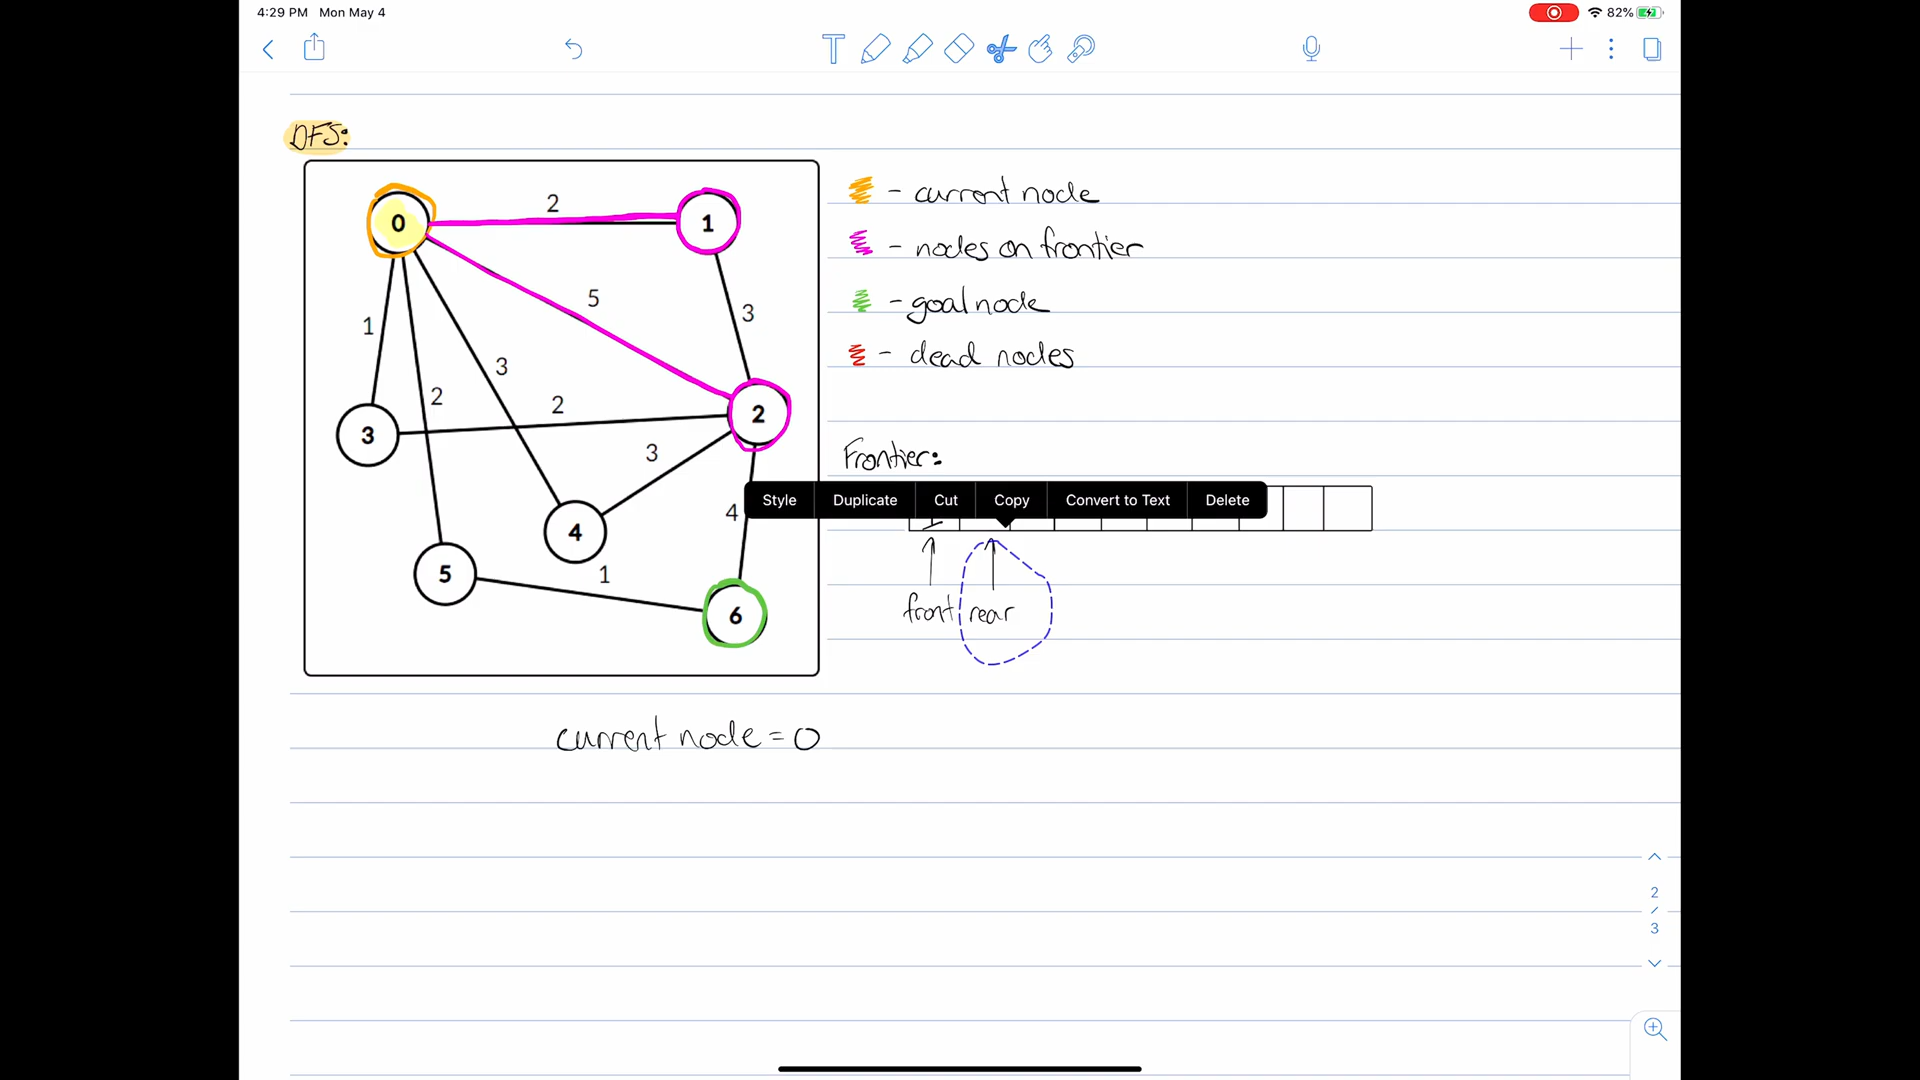 4:29 PM Mon May 4
82%
DFS:
0
2
1
5
3
1
3
2
2
3
2
3
4
4
5
1
6
- current node
- nodes on frontier
- goal node
- dead nodes
Frontier:
Style Duplicate Cut Copy Convert to Text Delete
front rear
current node = 0
2
/
3